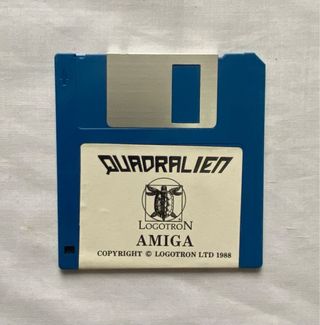 QUADRALIEN
LOGOTRON
AMIGA
COPYRIGHT © LOGOTRON LTD 1988